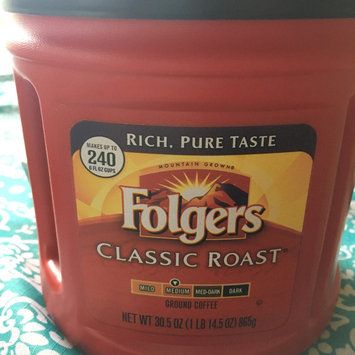 RICH, PURE TASTE
MAKES UP TO
240
6 FL OZ CUPS
MOUNTAIN GROWN®
Folgers
CLASSIC ROAST™
MILD MEDIUM MED-DARK DARK
GROUND COFFEE
NET WT 30.5 OZ (1 LB 14.5 OZ) 865g